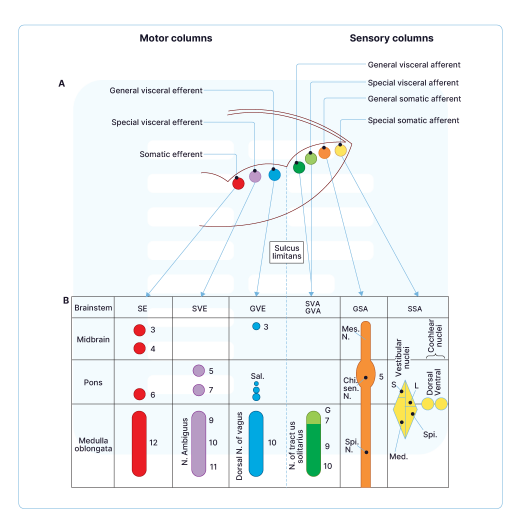 Motor columns
Sensory columns
General visceral afferent
A
Special visceral afferent
General visceral efferent
General somatic afferent
Special visceral efferent
Special somatic afferent
Somatic efferent
Sulcus
limitans
B
Brainstem
SE
SVE
GVE
SVA
GVA
GSA
SSA
Midbrain
3
4
3
Mes.
N.
Vestibular
nuclei
Cochlear
nuclei
Pons
6
5
7
Sal.
Chi.
sen.
N.
5
S.
L
Dorsal
Ventral
Medulla
oblongata
12
N. Ambiguus
9
10
11
Dorsal N. of vagus
10
N. of tract us
solitarius
G
7
9
10
Spi.
N.
Spi.
Med.